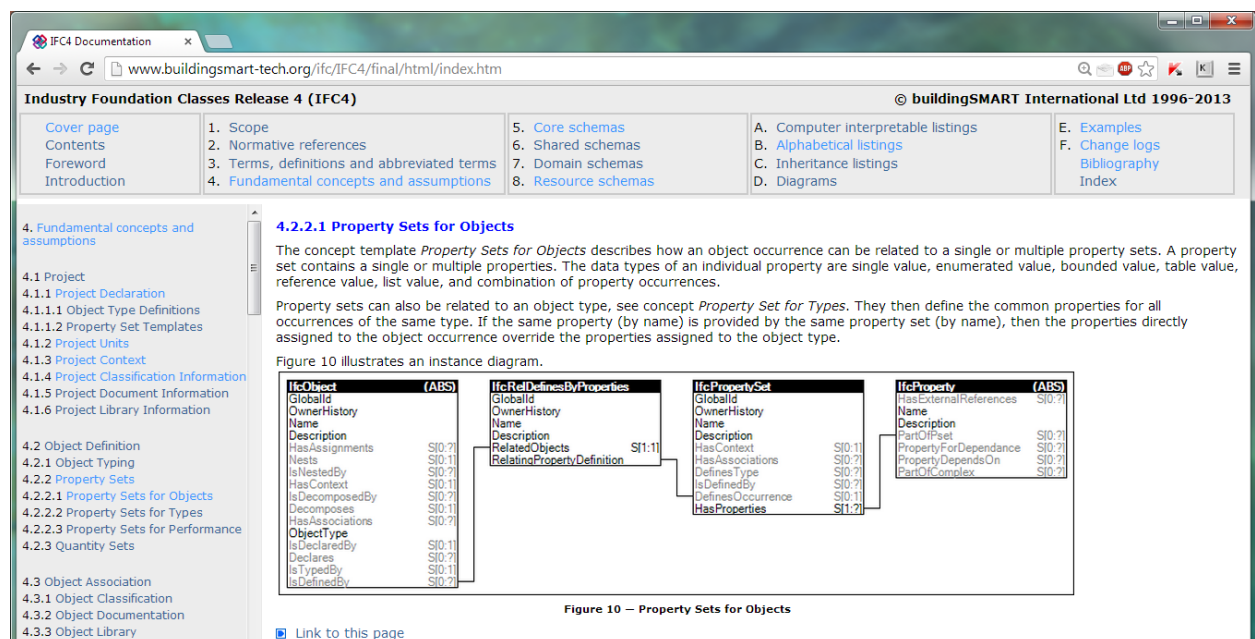 IFC4 Documentation
www.buildingsmart-tech.org/ifc/IFC4/final/html/index.htm
ABP
K
Industry Foundation Classes Release 4 (IFC4)
© buildingSMART International Ltd 1996-2013
Cover page
Contents
Foreword
Introduction
1. Scope
2. Normative references
3. Terms, definitions and abbreviated terms
4. Fundamental concepts and assumptions
5. Core schemas
6. Shared schemas
7. Domain schemas
8. Resource schemas
A. Computer interpretable listings
B. Alphabetical listings
C. Inheritance listings
D. Diagrams
E. Examples
F. Change logs
Bibliography
Index
4. Fundamental concepts and
assumptions
4.1 Project
4.1.1 Project Declaration
4.1.1.1 Object Type Definitions
4.1.1.2 Property Set Templates
4.1.2 Project Units
4.1.3 Project Context
4.1.4 Project Classification Information
4.1.5 Project Document Information
4.1.6 Project Library Information
4.2 Object Definition
4.2.1 Object Typing
4.2.2 Property Sets
4.2.2.1 Property Sets for Objects
4.2.2.2 Property Sets for Types
4.2.2.3 Property Sets for Performance
4.2.3 Quantity Sets
4.3 Object Association
4.3.1 Object Classification
4.3.2 Object Documentation
4.3.3 Object Library
4.2.2.1 Property Sets for Objects
The concept template Property Sets for Objects describes how an object occurrence can be related to a single or multiple property sets. A property
set contains a single or multiple properties. The data types of an individual property are single value, enumerated value, bounded value, table value,
reference value, list value, and combination of property occurrences.
Property sets can also be related to an object type, see concept Property Set for Types. They then define the common properties for all
occurrences of the same type. If the same property (by name) is provided by the same property set (by name), then the properties directly
assigned to the object occurrence override the properties assigned to the object type.
Figure 10 illustrates an instance diagram.
IfcObject (ABS)
GlobalId
OwnerHistory
Name
Description
HasAssignments S[0:?]
Nests S[0:1]
IsNestedBy S[0:?]
HasContext S[0:1]
IsDecomposedBy S[0:?]
Decomposes S[0:1]
HasAssociations S[0:?]
ObjectType
IsDeclaredBy S[0:1]
Declares S[0:?]
IsTypedBy S[0:1]
IsDefinedBy S[0:?]
IfcRelDefinesByProperties
GlobalId
OwnerHistory
Name
Description
RelatedObjects S[1:1]
RelatingPropertyDefinition
IfcPropertySet
GlobalId
OwnerHistory
Name
Description
HasContext S[0:1]
HasAssociations S[0:?]
DefinesType S[0:?]
IsDefinedBy S[0:?]
DefinesOccurrence S[0:1]
HasProperties S[1:?]
IfcProperty (ABS)
HasExternalReferences S[0:?]
Name
Description
PartOfPset S[0:?]
PropertyForDependance S[0:?]
PropertyDependsOn S[0:?]
PartOfComplex S[0:?]
Figure 10 — Property Sets for Objects
Link to this page